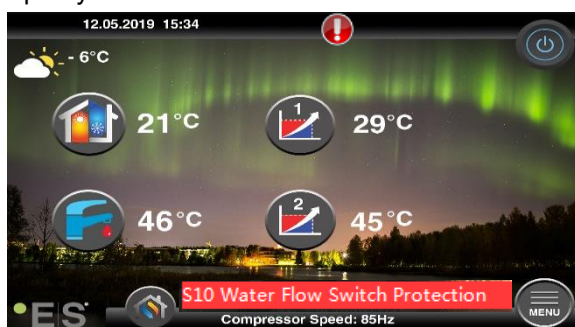 12.05.2019 15:34
- 6°C
21°C
1
29°C
46°C
2
45°C
S10 Water Flow Switch Protection
•E|S
MENU
Compressor Speed: 85Hz